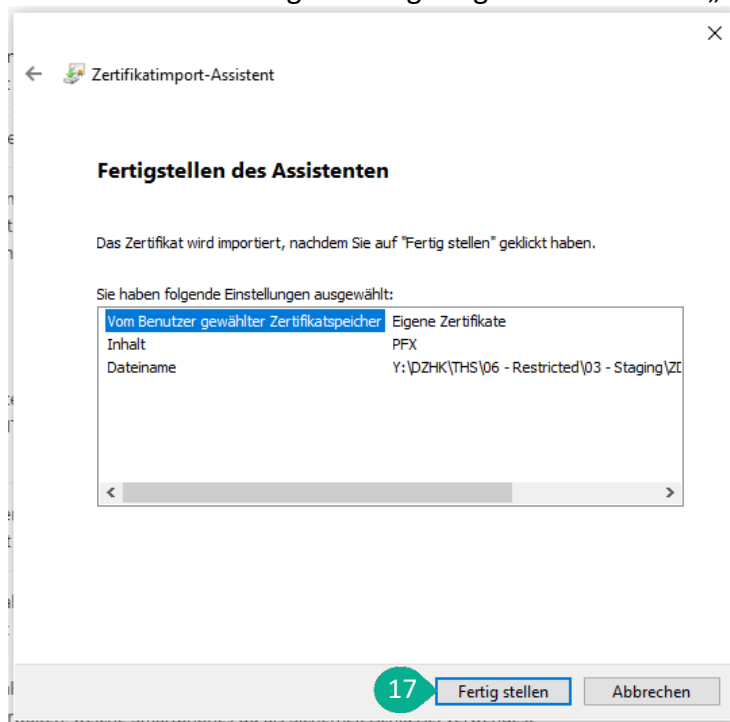 Zertifikatimport-Assistent
Fertigstellen des Assistenten
Das Zertifikat wird importiert, nachdem Sie auf "Fertig stellen" geklickt haben.
Sie haben folgende Einstellungen ausgewählt:
Vom Benutzer gewählter Zertifikatspeicher Eigene Zertifikate
Inhalt PFX
Dateiname Y:\DZHK\THS\06 - Restricted\03 - Staging\
17 Fertig stellen Abbrechen